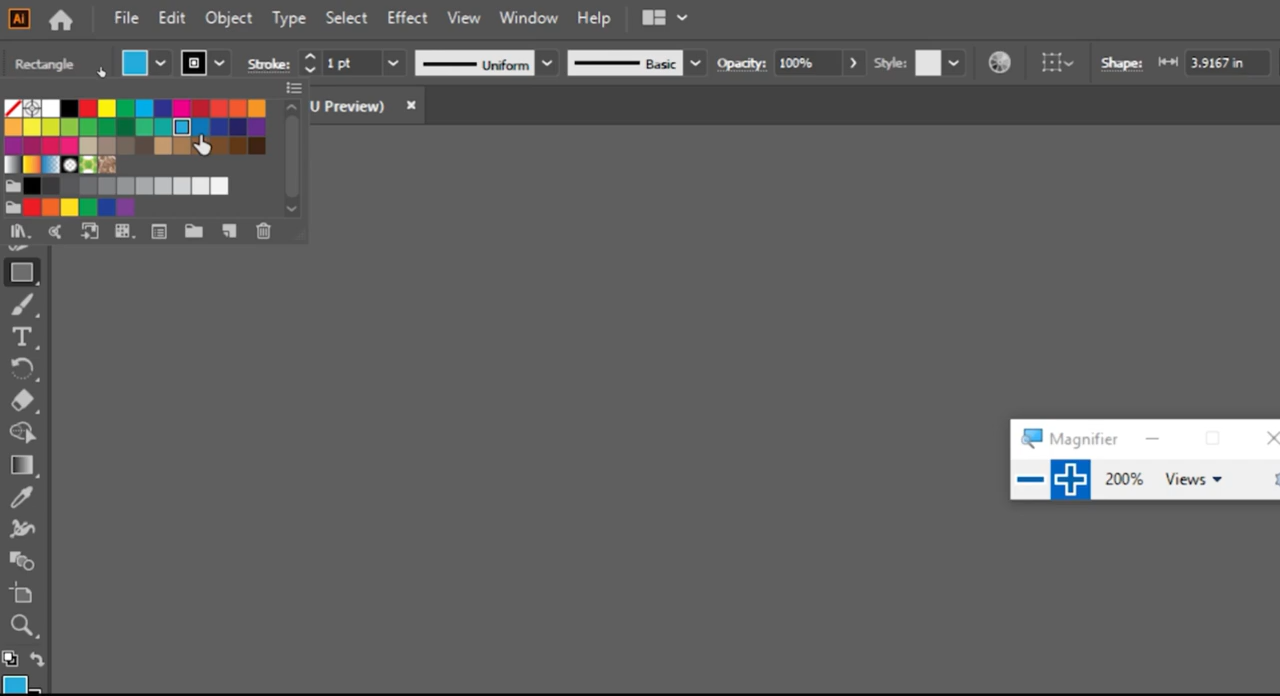 Ai File Edit Object Type Select Effect View Window Help
Rectangle Stroke: 1 pt Uniform Basic Opacity: 100% Style: Shape: 3.9167 in
U Preview) ×
Magnifier
200% Views